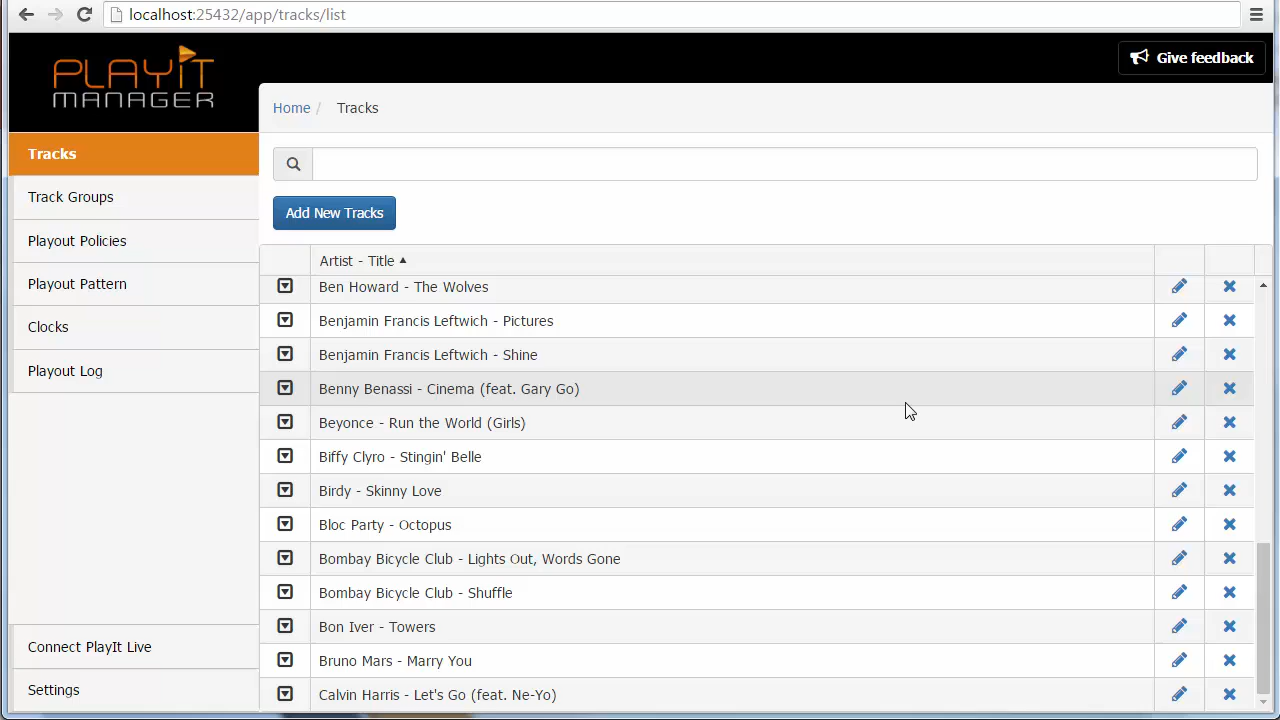 localhost:25432/app/tracks/list
PLAYIT
MANAGER
Give feedback
Home / Tracks
Tracks
Track Groups
Playout Policies
Playout Pattern
Clocks
Playout Log
Connect PlayIt Live
Settings
Add New Tracks
Artist - Title
Ben Howard - The Wolves
Benjamin Francis Leftwich - Pictures
Benjamin Francis Leftwich - Shine
Benny Benassi - Cinema (feat. Gary Go)
Beyonce - Run the World (Girls)
Biffy Clyro - Stingin' Belle
Birdy - Skinny Love
Bloc Party - Octopus
Bombay Bicycle Club - Lights Out, Words Gone
Bombay Bicycle Club - Shuffle
Bon Iver - Towers
Bruno Mars - Marry You
Calvin Harris - Let's Go (feat. Ne-Yo)